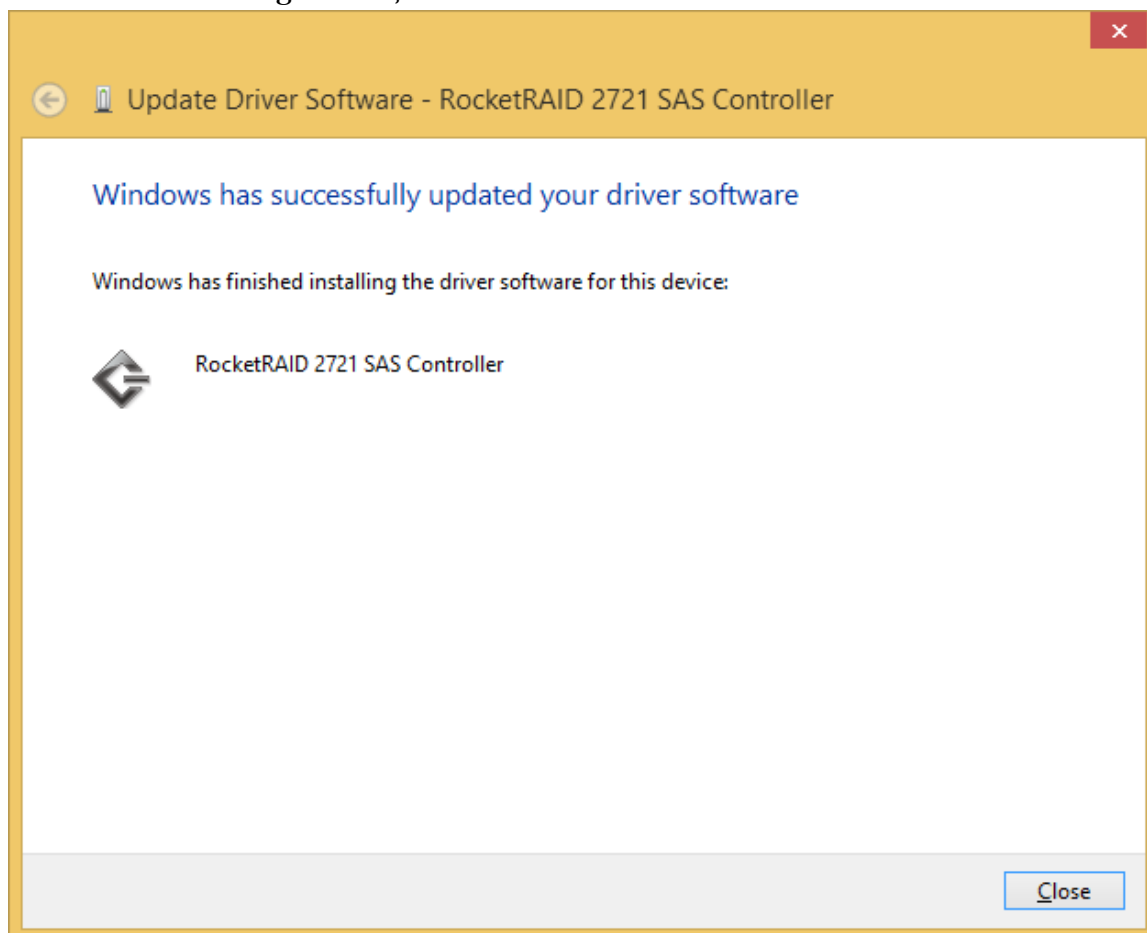 Update Driver Software - RocketRAID 2721 SAS Controller
Windows has successfully updated your driver software
Windows has finished installing the driver software for this device:
RocketRAID 2721 SAS Controller
Close